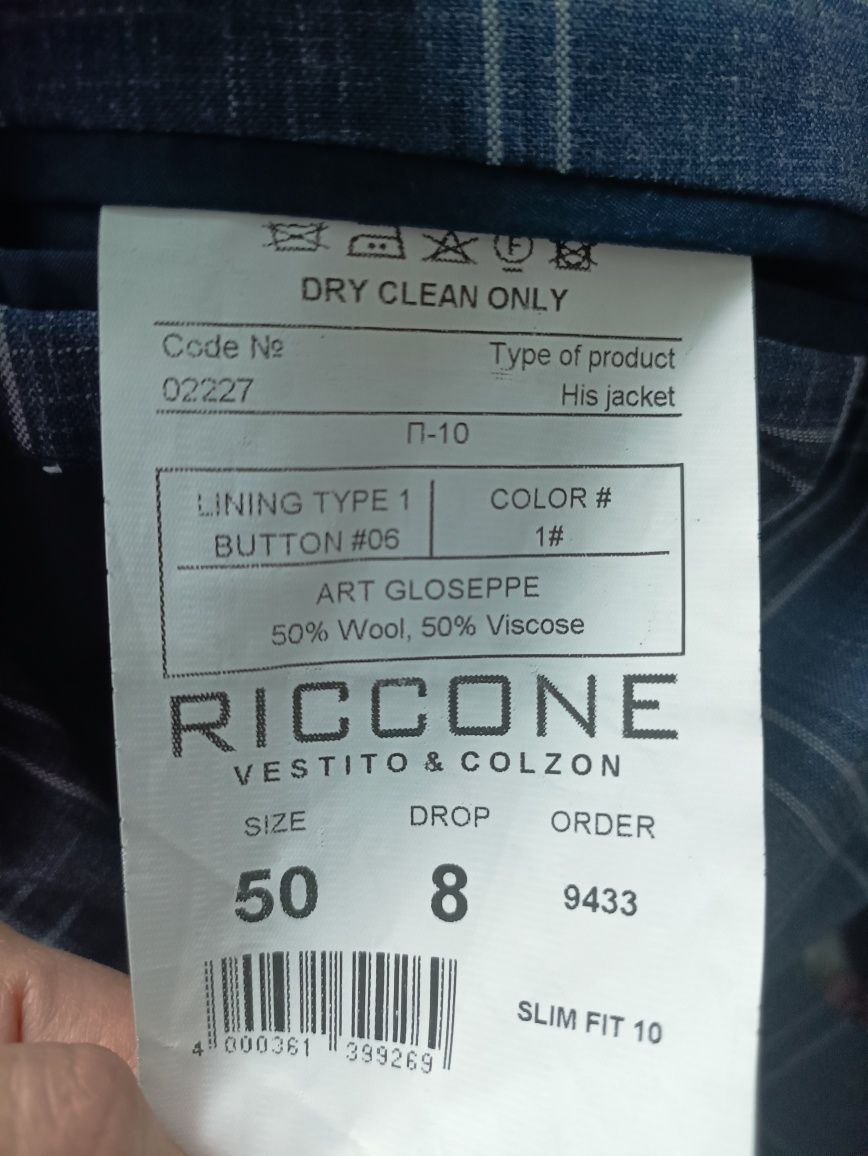 F
DRY CLEAN ONLY
Code № Type of product
02227 His jacket
П-10
LINING TYPE 1 COLOR #
BUTTON #06 1#
ART GLOSEPPE
50% Wool, 50% Viscose
RICCONE
VESTITO & COLZON
SIZE DROP ORDER
50 8 9433
SLIM FIT 10
4 000361 399269